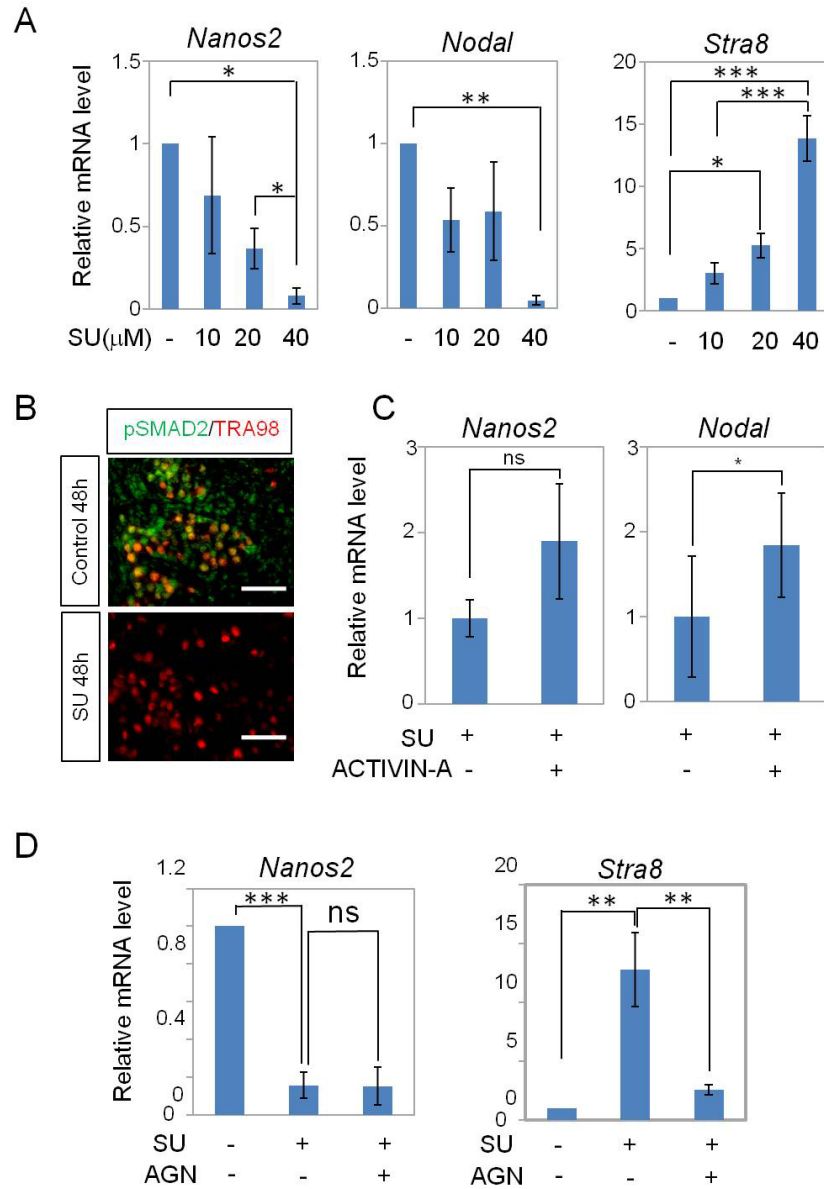 A
Nanos2
Nodal
Stra8
Relative mRNA level
1.5
1
0.5
0
*
*
1.5
1
0.5
0
**
20
15
10
5
0
***
***
*
SU(μM) - 10 20 40
- 10 20 40
- 10 20 40
B
pSMAD2/TRA98
Control 48h
SU 48h
C
Nanos2
Nodal
Relative mRNA level
3
2
1
0
ns
3
2
1
0
*
SU + + + +
ACTIVIN-A - + - +
D
Nanos2
Stra8
Relative mRNA level
1.2
0.8
0.4
0
0
***
ns
20
15
10
5
0
0
**
**
SU - + +
AGN - - +
SU - + +
AGN - - +